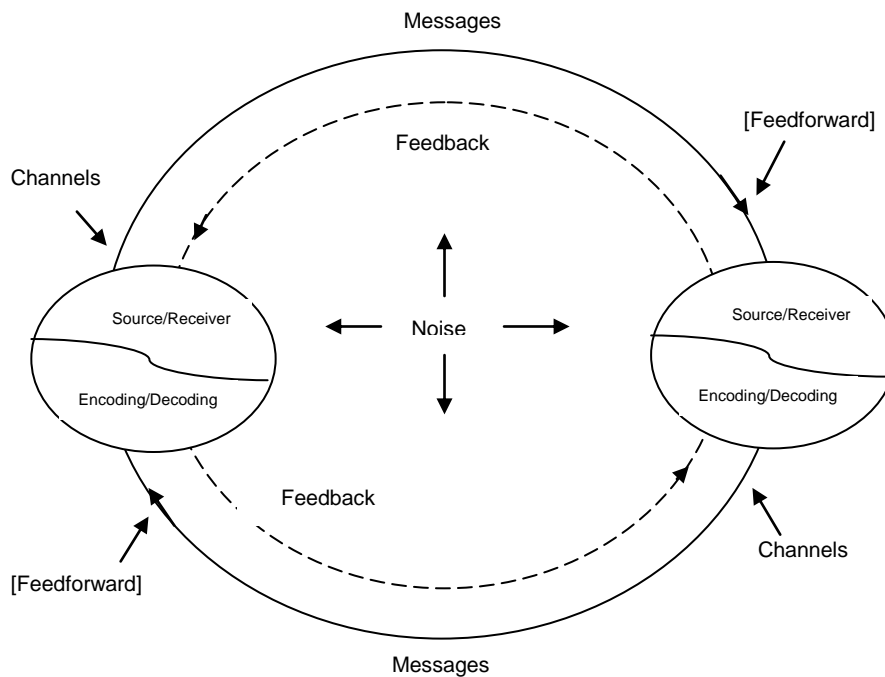 Messages
[Feedforward]
Feedback
Channels
Source/Receiver
Source/Receiver
Noise
Encoding/Decoding
Encoding/Decoding
Feedback
Channels
[Feedforward]
Messages